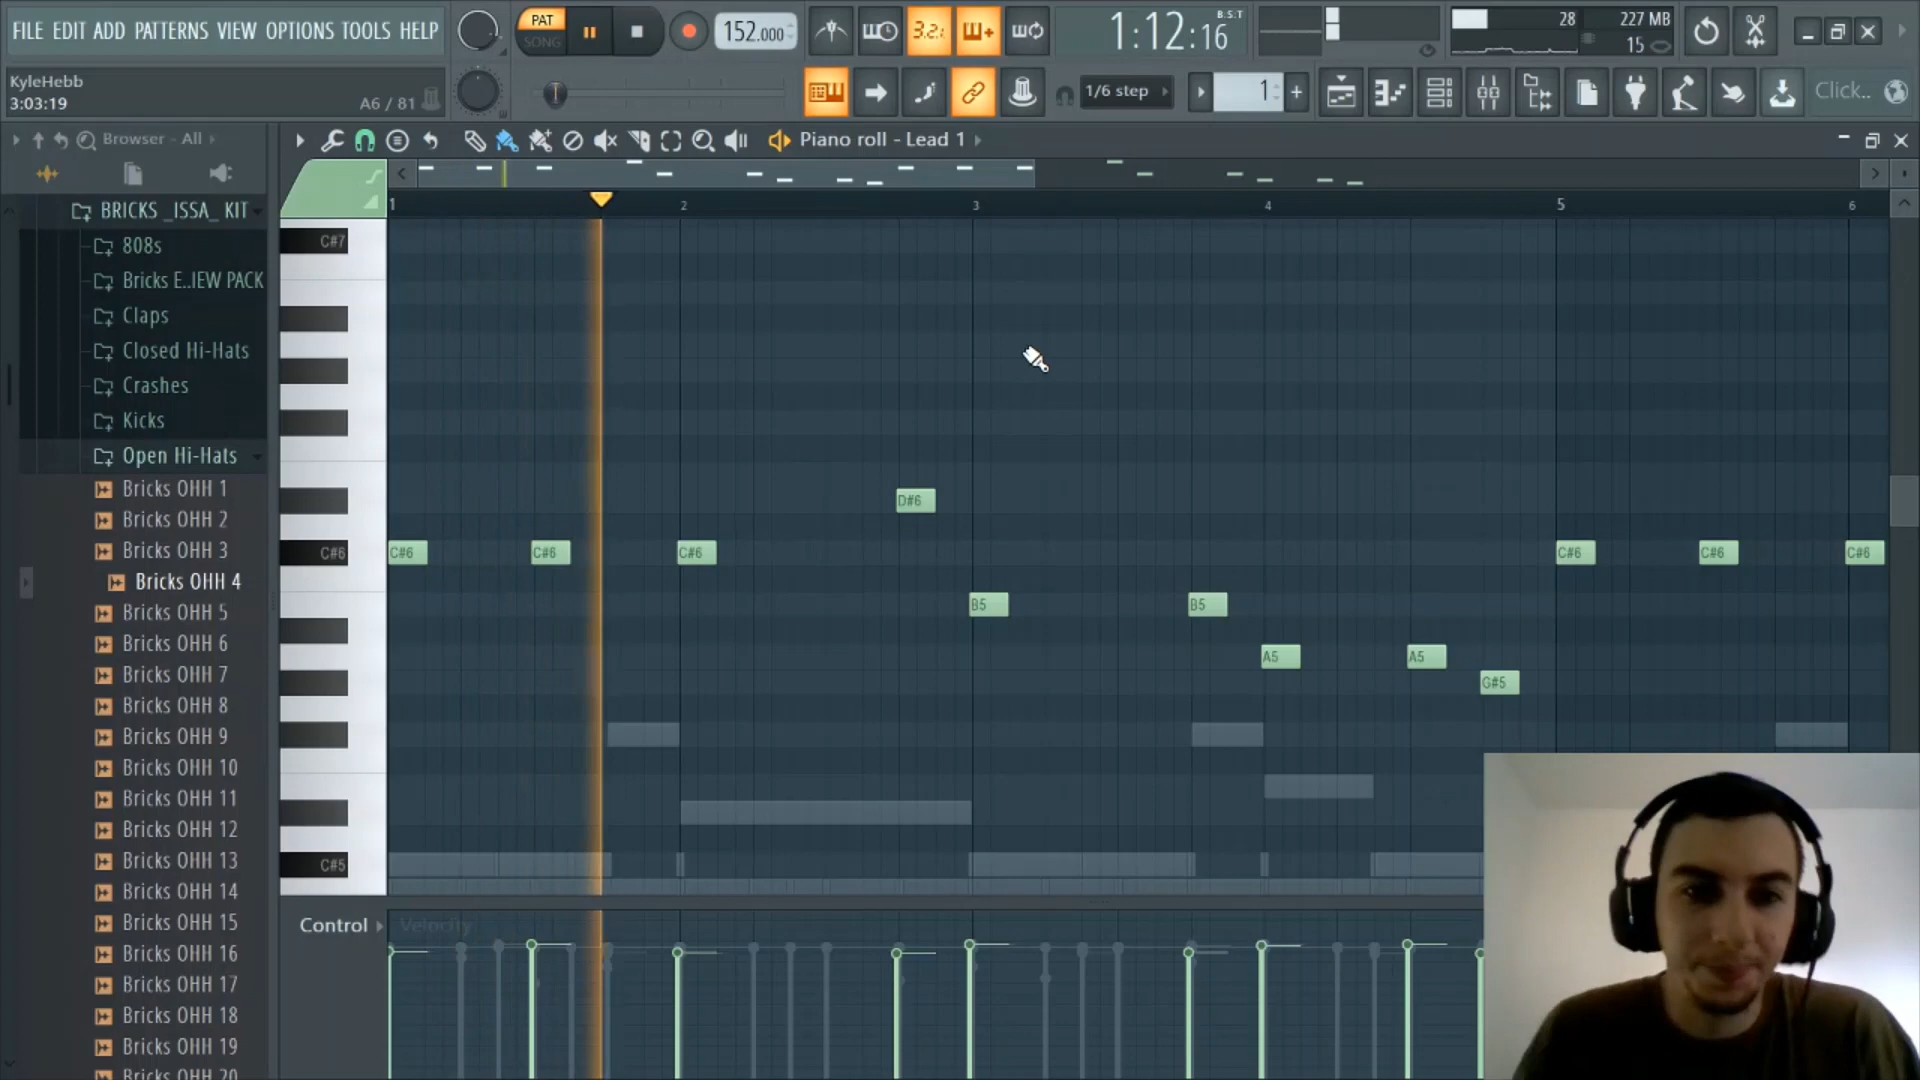 FILE EDIT ADD PATTERNS VIEW OPTIONS TOOLS HELP
PAT
SONG
152.000
3.2.
1:12:16
B.S.T
28
227 MB
15
KyleHebb
3:03:19
A6 / 81
1/6 step
1
Click..
Browser - All
Piano roll - Lead 1
BRICKS _ISSA_ KIT
808s
Bricks E..IEW PACK
Claps
Closed Hi-Hats
Crashes
Kicks
Open Hi-Hats
Bricks OHH 1
Bricks OHH 2
Bricks OHH 3
Bricks OHH 4
Bricks OHH 5
Bricks OHH 6
Bricks OHH 7
Bricks OHH 8
Bricks OHH 9
Bricks OHH 10
Bricks OHH 11
Bricks OHH 12
Bricks OHH 13
Bricks OHH 14
Bricks OHH 15
Bricks OHH 16
Bricks OHH 17
Bricks OHH 18
Bricks OHH 19
Bricks OHH 20
1 2 3 4 5 6
C#7
D#6
C#6 C#6 C#6 C#6 C#6 C#6 C#6
B5 B5
A5 A5
G#5
C#5
Control
Velocity